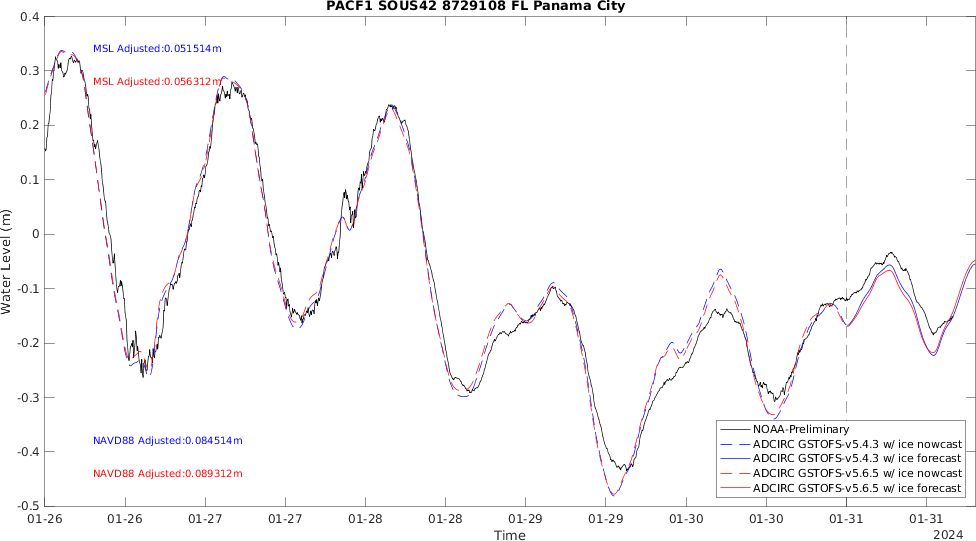 PACF1 SOUS42 8729108 FL Panama City
0.4
0.3
0.2
0.1
0
-0.1
-0.2
-0.3
-0.4
-0.5
Water Level (m)
MSL Adjusted:0.051514m
MSL Adjusted:0.056312m
NAVD88 Adjusted:0.084514m
NAVD88 Adjusted:0.089312m
NOAA-Preliminary
ADCIRC GSTOFS-v5.4.3 w/ ice nowcast
ADCIRC GSTOFS-v5.4.3 w/ ice forecast
ADCIRC GSTOFS-v5.6.5 w/ ice nowcast
ADCIRC GSTOFS-v5.6.5 w/ ice forecast
01-26 01-26 01-27 01-27 01-28 01-28 01-29 01-29 01-30 01-30 01-31 01-31
2024
Time